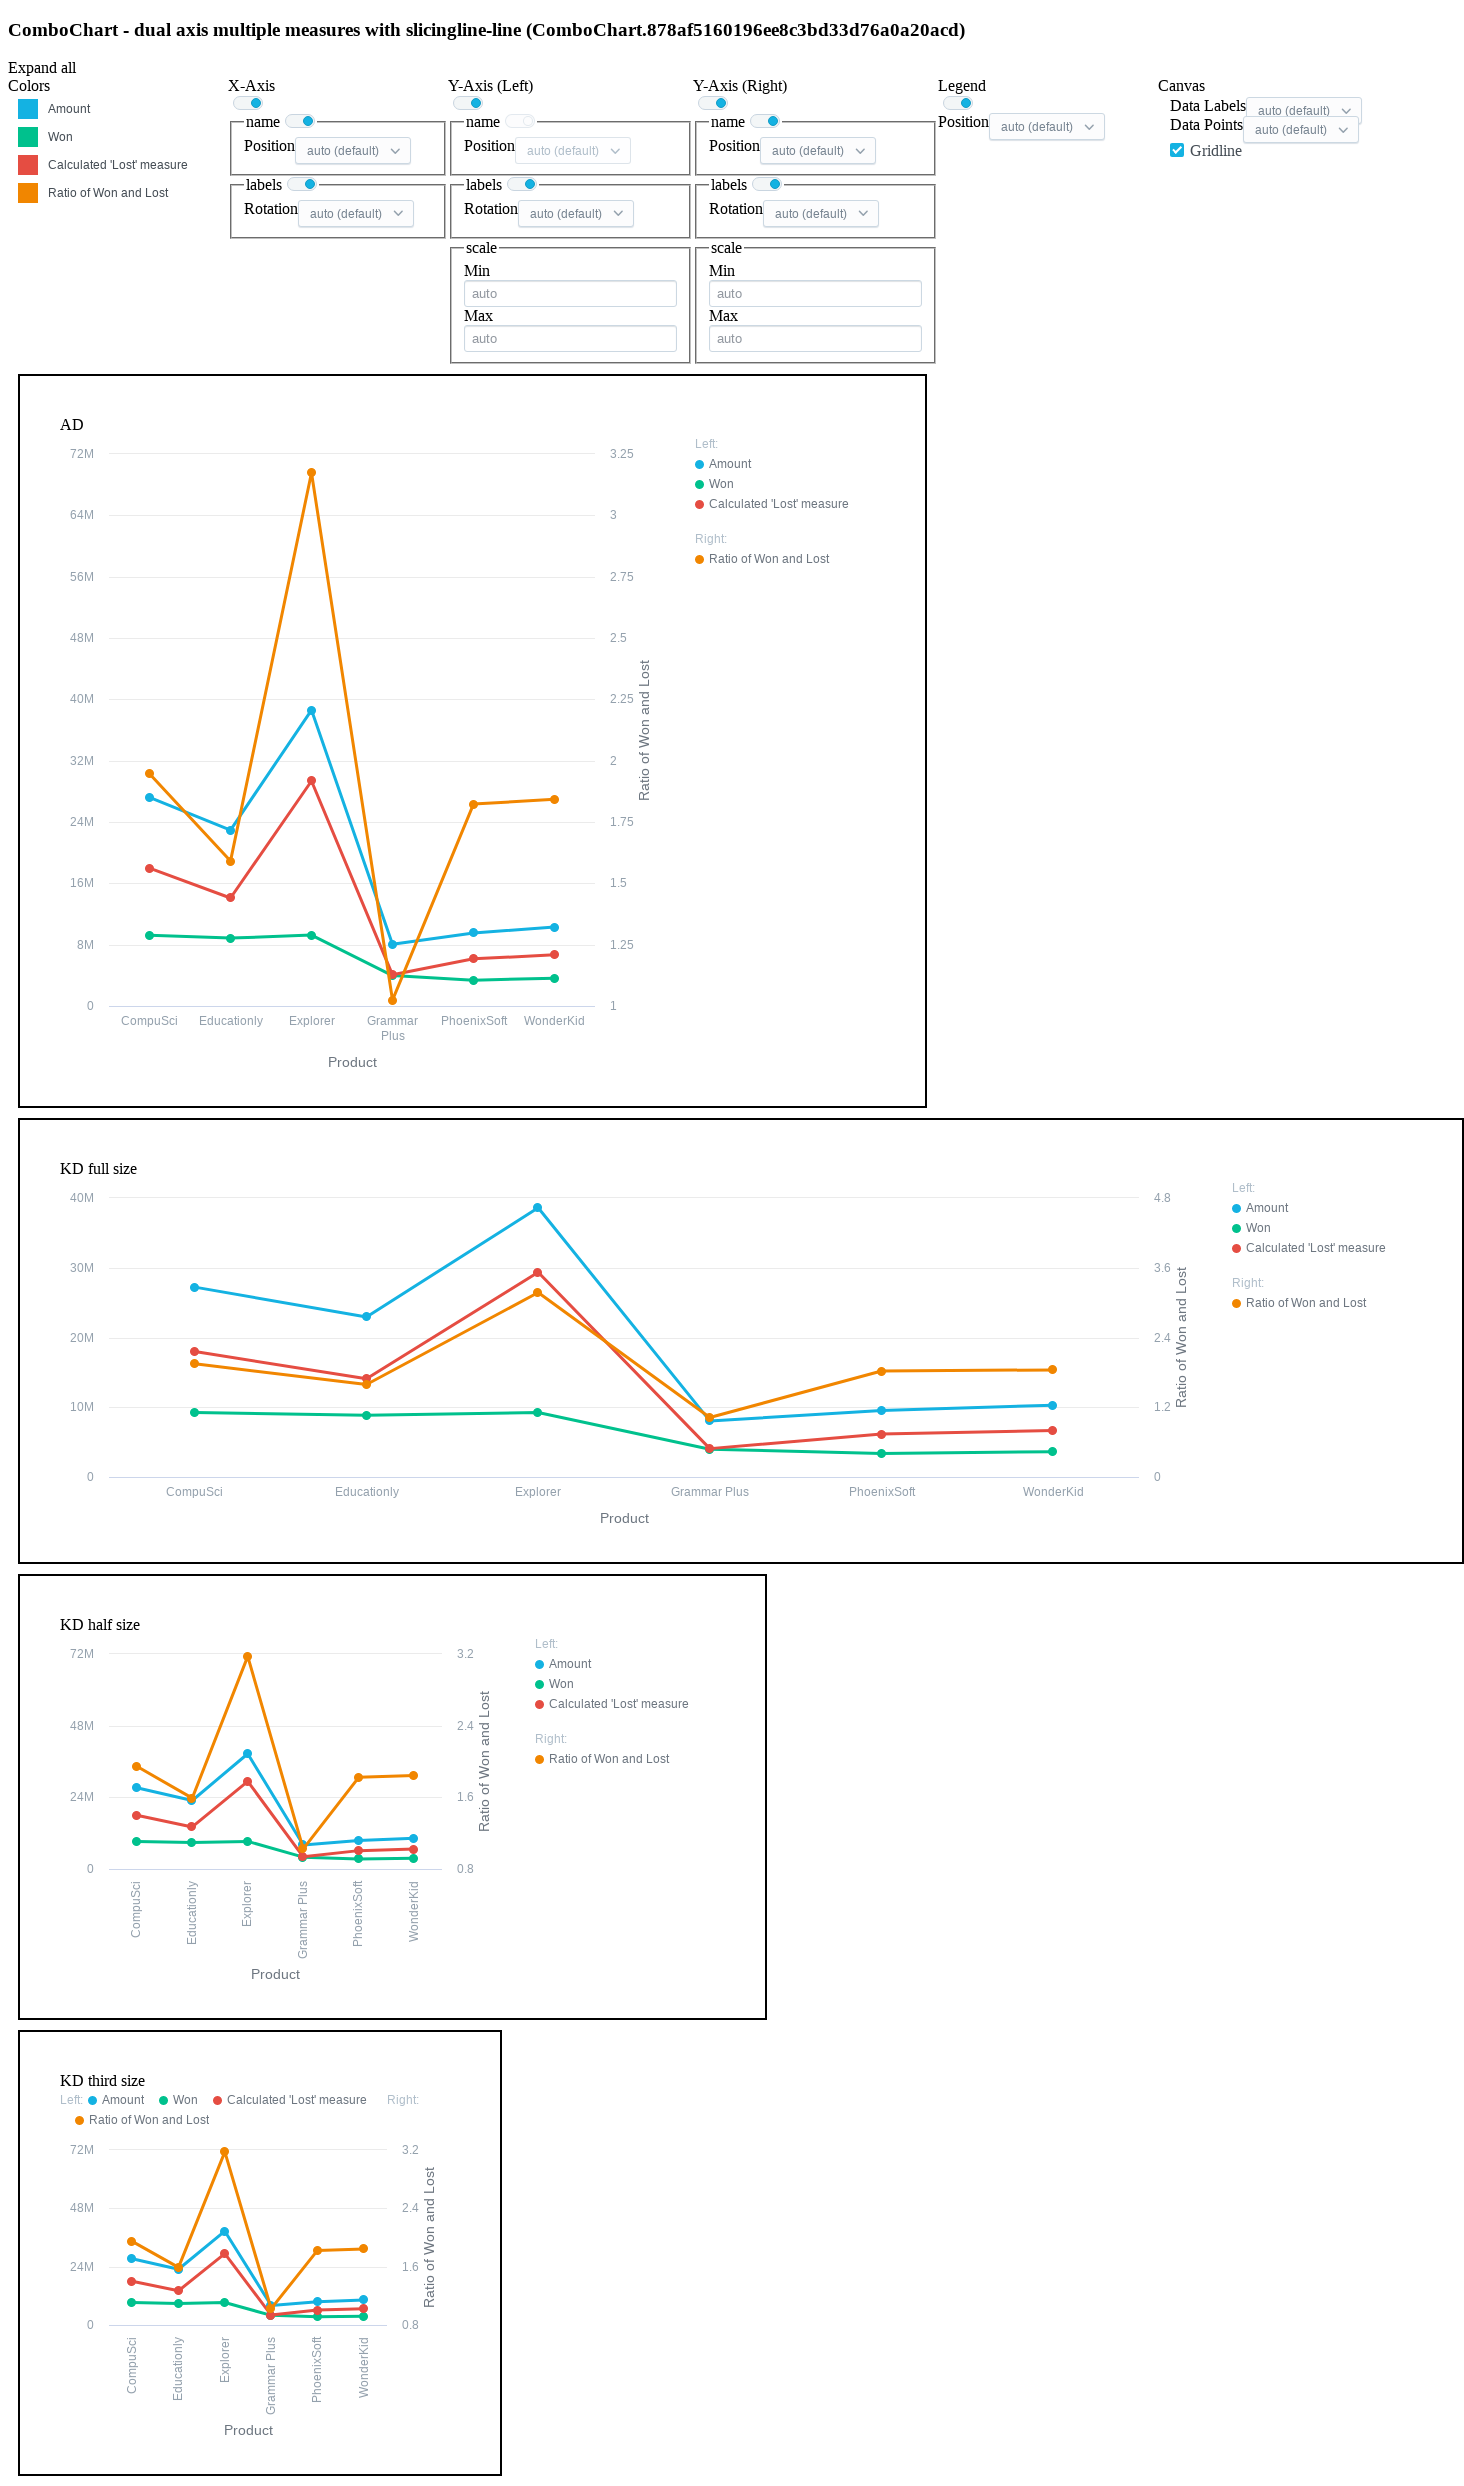 ComboChart - dual axis multiple measures with slicingline-line (ComboChart.878af5160196ee8c3bd33d76a0a20acd)
Expand all
Colors
Amount
Won
Calculated 'Lost' measure
Ratio of Won and Lost
X-Axis
name
Position auto (default)
labels
Rotation auto (default)
Y-Axis (Left)
name
Position auto (default)
labels
Rotation auto (default)
scale
Min
auto
Max
auto
Y-Axis (Right)
name
Position auto (default)
labels
Rotation auto (default)
scale
Min
auto
Max
auto
Legend
Position auto (default)
Canvas
Data Labels auto (default)
Data Points auto (default)
Gridline
AD
72M
64M
56M
48M
40M
32M
24M
16M
8M
0
3.25
3
2.75
2.5
2.25
2
1.75
1.5
1.25
1
Ratio of Won and Lost
CompuSci
Educationly
Explorer
Grammar
Plus
PhoenixSoft
WonderKid
Product
Left:
Amount
Won
Calculated 'Lost' measure
Right:
Ratio of Won and Lost
KD full size
40M
30M
20M
10M
0
4.8
3.6
2.4
1.2
0
Ratio of Won and Lost
CompuSci
Educationly
Explorer
Grammar Plus
PhoenixSoft
WonderKid
Product
Left:
Amount
Won
Calculated 'Lost' measure
Right:
Ratio of Won and Lost
KD half size
72M
48M
24M
0
3.2
2.4
1.6
0.8
Ratio of Won and Lost
CompuSci
Educationly
Explorer
Grammar Plus
PhoenixSoft
WonderKid
Product
Left:
Amount
Won
Calculated 'Lost' measure
Right:
Ratio of Won and Lost
KD third size
Left: Amount Won Calculated 'Lost' measure Right:
Ratio of Won and Lost
72M
48M
24M
0
3.2
2.4
1.6
0.8
Ratio of Won and Lost
CompuSci
Educationly
Explorer
Grammar Plus
PhoenixSoft
WonderKid
Product